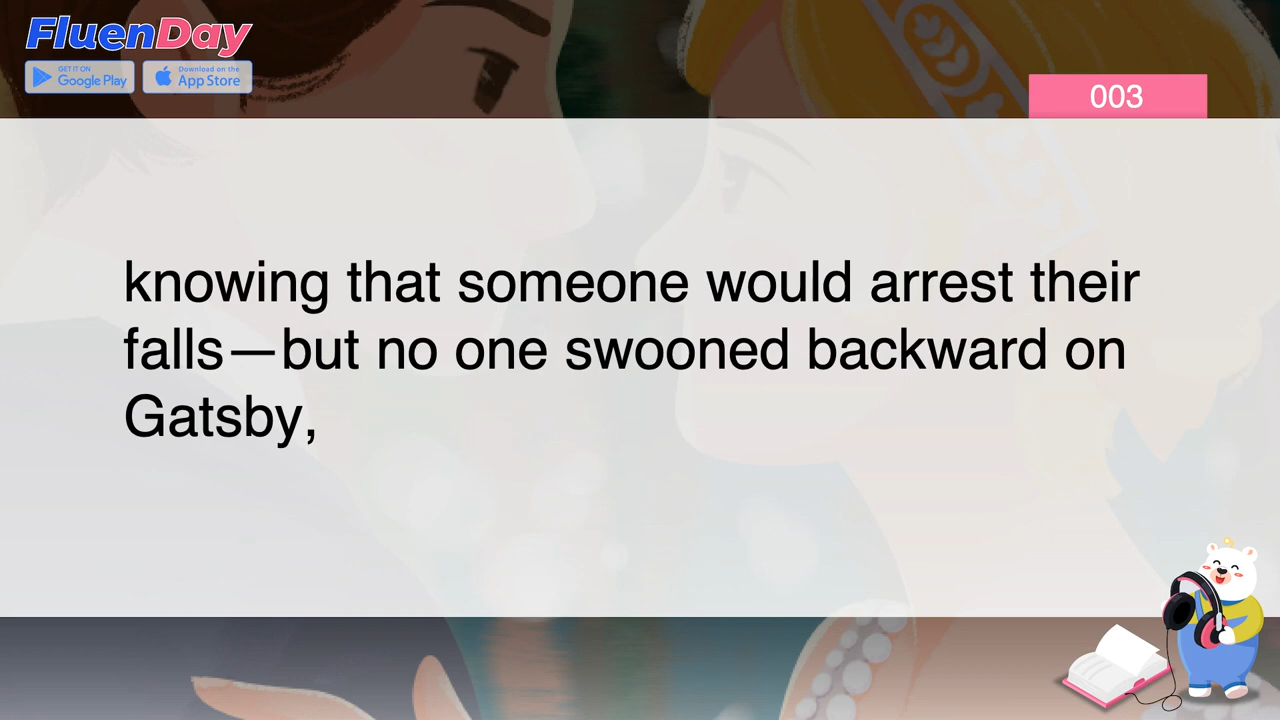 FluenDay
GET IT ON
Google Play
Download on the
App Store
003
knowing that someone would arrest their
falls—but no one swooned backward on
Gatsby,